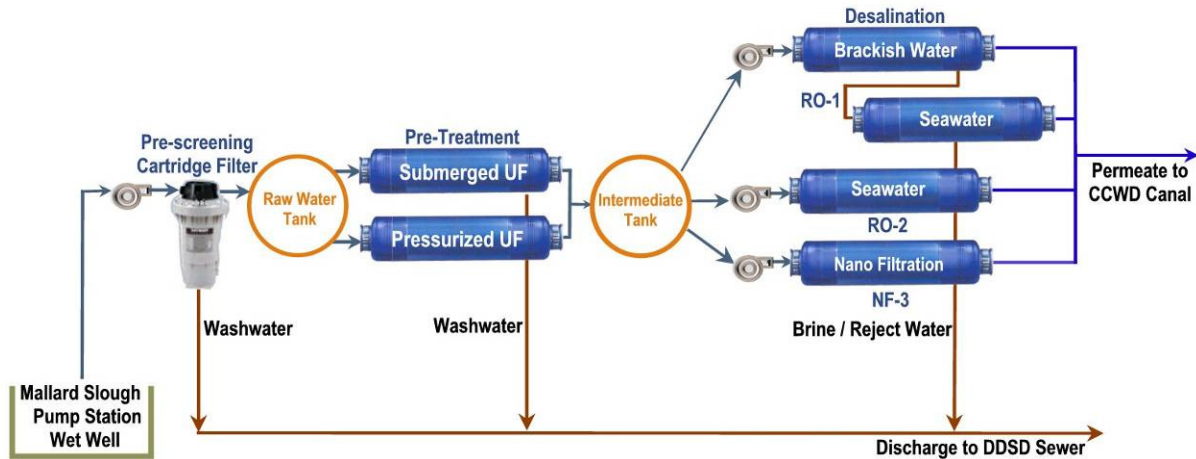 Desalination
Brackish Water
RO-1
Seawater
Pre-screening
Cartridge Filter
Pre-Treatment
Submerged UF
Raw Water
Tank
Pressurized UF
Intermediate
Tank
Seawater
RO-2
Nano Filtration
NF-3
Permeate to
CCWD Canal
Washwater
Washwater
Brine / Reject Water
Mallard Slough
Pump Station
Wet Well
Discharge to DDSD Sewer